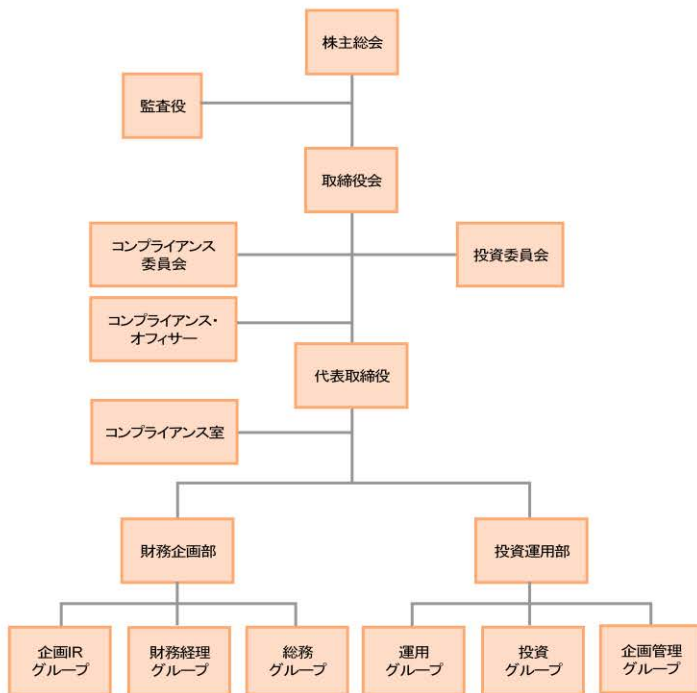 株主総会
監査役
取締役会
コンプライアンス
委員会
投資委員会
コンプライアンス・
オフィサー
代表取締役
コンプライアンス室
財務企画部
投資運用部
企画IR
グループ
財務経理
グループ
総務
グループ
運用
グループ
投資
グループ
企画管理
グループ